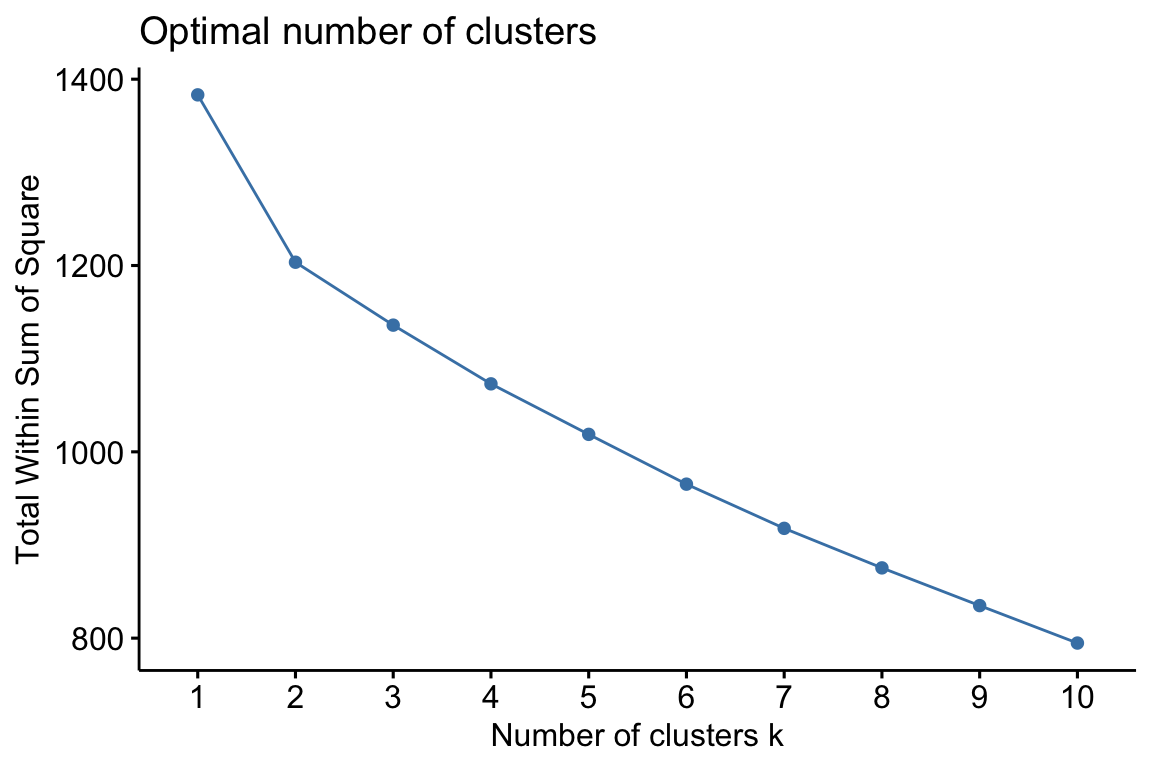 Optimal number of clusters
Total Within Sum of Square
1400
1200
1000
800
1 2 3 4 5 6 7 8 9 10
Number of clusters k